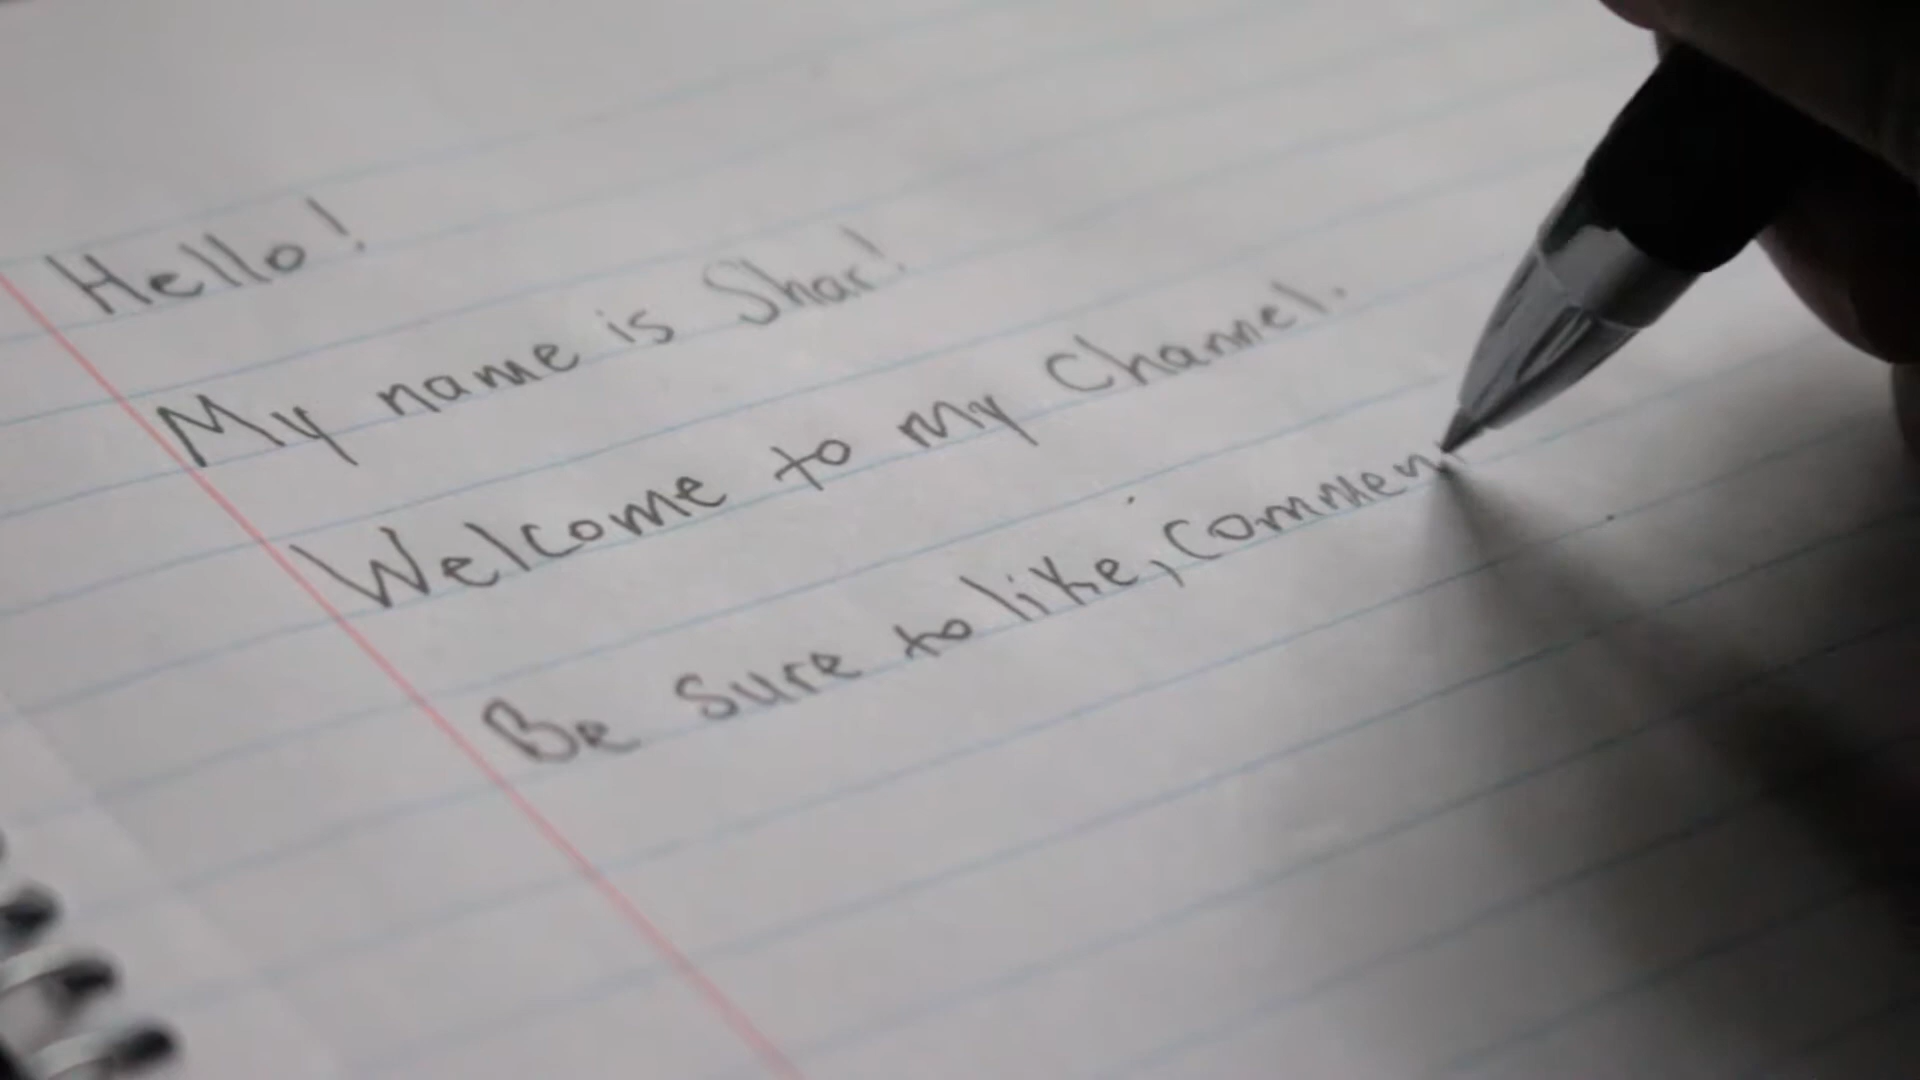 Hello!
My name is Shar!
Welcome to my Channel.
Be sure to like, Commen